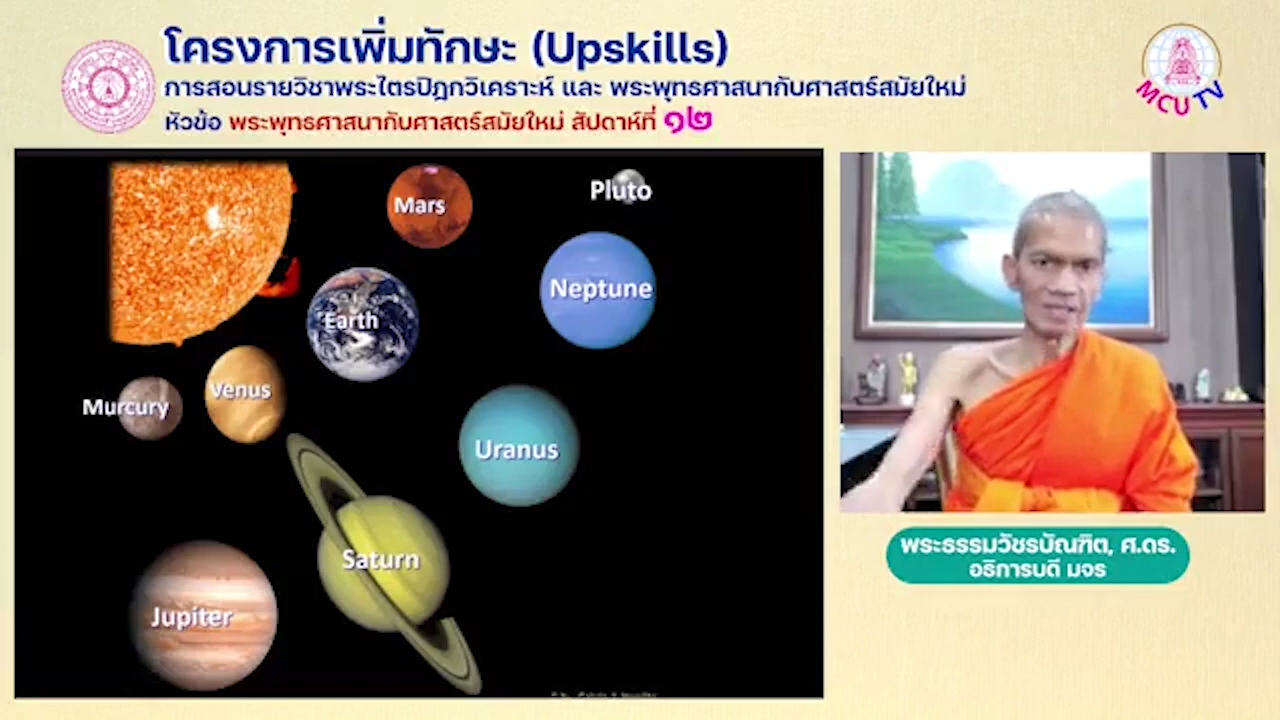 โครงการเพิ่มทักษะ (Upskills)
การสอนรายวิชาพระไตรปิฎกวิเคราะห์ และ พระพุทธศาสนากับศาสตร์สมัยใหม่
หัวข้อ พระพุทธศาสนากับศาสตร์สมัยใหม่ สัปดาห์ที่ ๑๒
MCU TV
Mars
Pluto
Neptune
Earth
Venus
Murcury
Uranus
Saturn
Jupiter
พระธรรมวัชรบัณฑิต, ศ.ดร.
อธิการบดี มจร